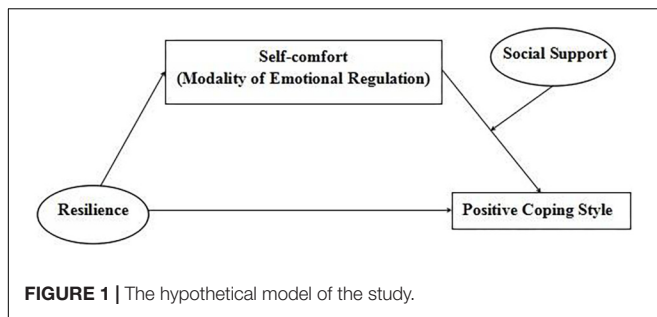 Self-comfort
(Modality of Emotional Regulation)
Social Support
Resilience
Positive Coping Style
FIGURE 1 | The hypothetical model of the study.